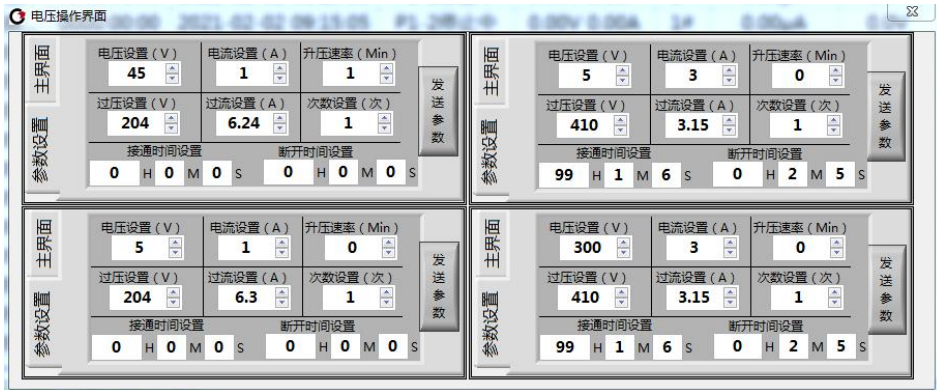 电压操作界面
2021-02-02 09:15:05 P1-2停止中 0.00V 0.00A 1# 0.00μA
主界面
参数设置
电压设置(V) 电流设置(A) 升压速率(Min)
45 1 1
过压设置(V) 过流设置(A) 次数设置(次)
204 6.24 1
接通时间设置 断开时间设置
0 H 0 M 0 S 0 H 0 M 0 S
发送参数
主界面
参数设置
电压设置(V) 电流设置(A) 升压速率(Min)
5 3 0
过压设置(V) 过流设置(A) 次数设置(次)
410 3.15 1
接通时间设置 断开时间设置
99 H 1 M 6 S 0 H 2 M 5 S
发送参数
主界面
参数设置
电压设置(V) 电流设置(A) 升压速率(Min)
5 1 0
过压设置(V) 过流设置(A) 次数设置(次)
204 6.3 1
接通时间设置 断开时间设置
0 H 0 M 0 S 0 H 0 M 0 S
发送参数
主界面
参数设置
电压设置(V) 电流设置(A) 升压速率(Min)
300 3 0
过压设置(V) 过流设置(A) 次数设置(次)
410 3.15 1
接通时间设置 断开时间设置
99 H 1 M 6 S 0 H 2 M 5 S
发送参数